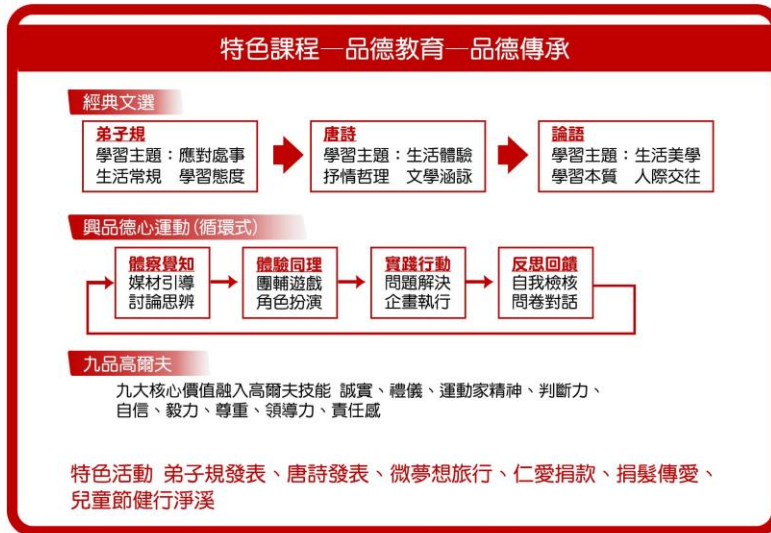 特色課程—品德教育—品德傳承
經典文選
弟子規
學習主題：應對處事
生活常規 學習態度
唐詩
學習主題：生活體驗
抒情哲理 文學涵詠
論語
學習主題：生活美學
學習本質 人際交往
興品德心運動(循環式)
體察覺知
媒材引導
討論思辨
體驗同理
團輔遊戲
角色扮演
實踐行動
問題解決
企畫執行
反思回饋
自我檢核
問卷對話
九品高爾夫
九大核心價值融入高爾夫技能 誠實、禮儀、運動家精神、判斷力、
自信、毅力、尊重、領導力、責任感
特色活動 弟子規發表、唐詩發表、微夢想旅行、仁愛捐款、捐髮傳愛、
兒童節健行淨溪